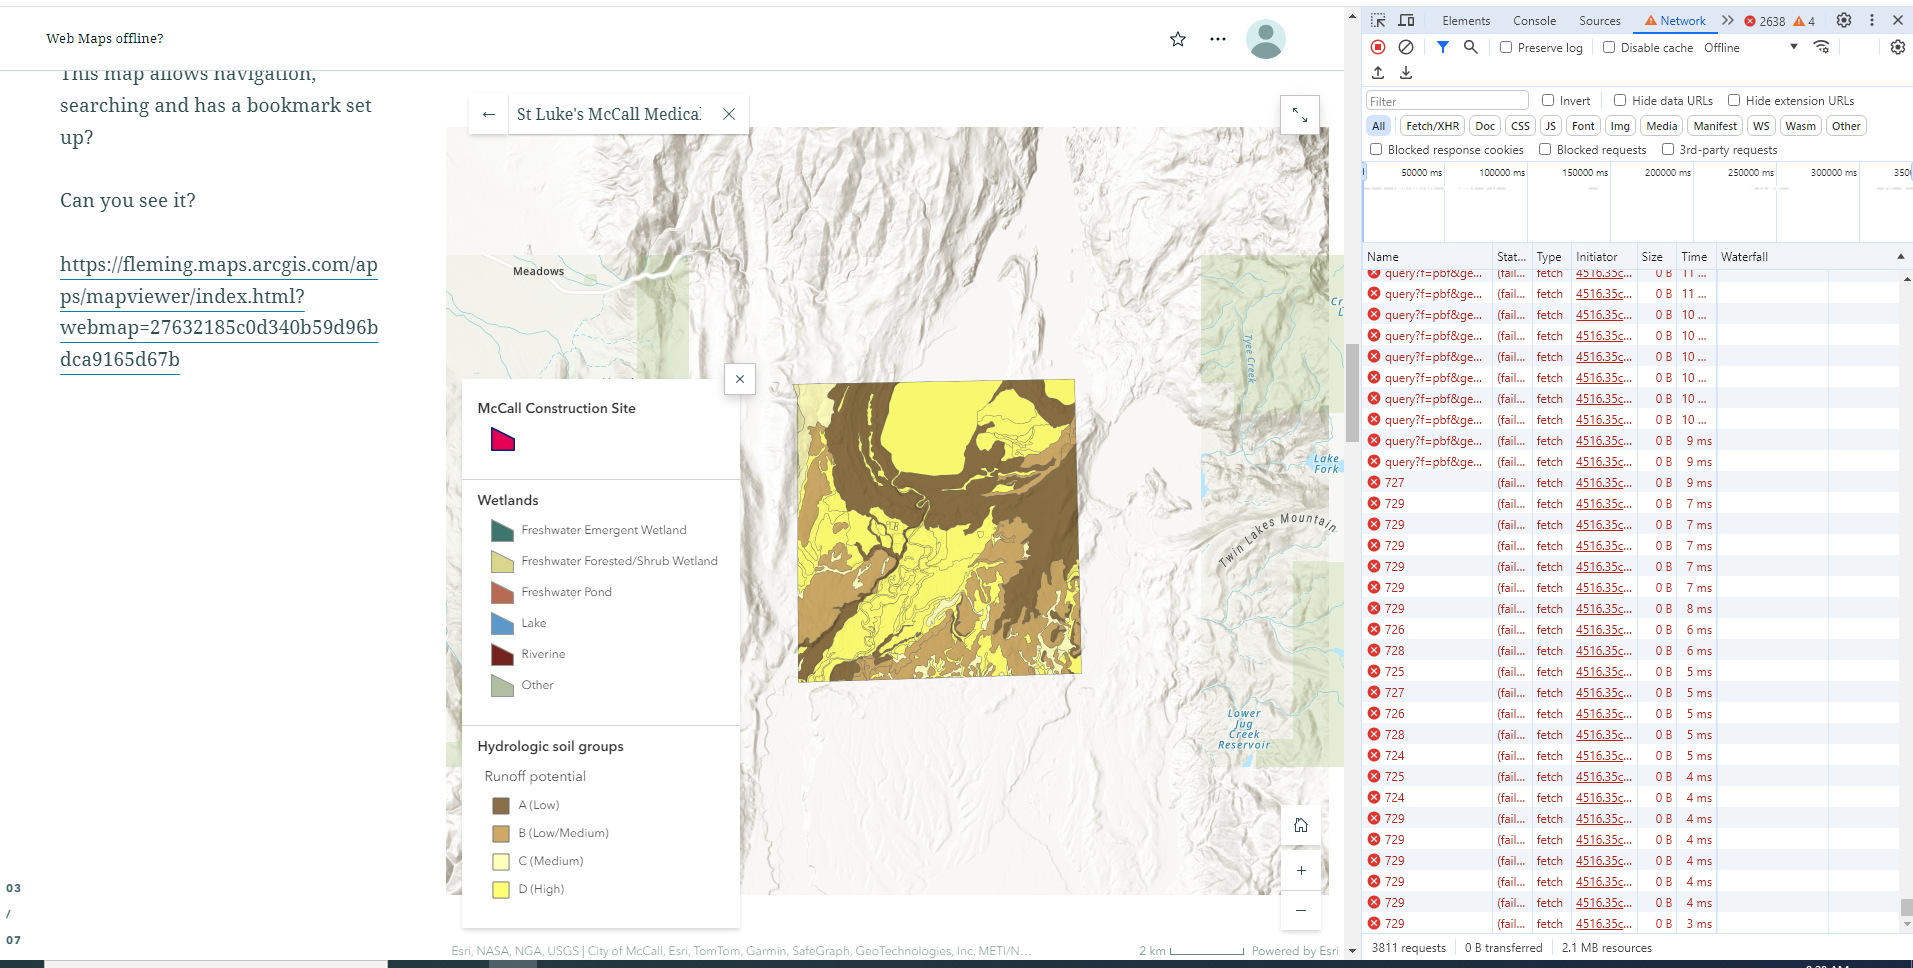 Web Maps offline?
This map allows navigation,
searching and has a bookmark set
up?
Can you see it?
https://fleming.maps.arcgis.com/ap
ps/mapviewer/index.html?
webmap=27632185c0d340b59d96b
dca9165d67b
03
/
07
← St Luke's McCall Medical
Meadows
Tyee Creek
Lake
Fork
Twin Lakes Mountain
Lower
Jug
Creek
Reservoir
McCall Construction Site
Wetlands
Freshwater Emergent Wetland
Freshwater Forested/Shrub Wetland
Freshwater Pond
Lake
Riverine
Other
Hydrologic soil groups
Runoff potential
A (Low)
B (Low/Medium)
C (Medium)
D (High)
Esri, NASA, NGA, USGS | City of McCall, Esri, TomTom, Garmin, SafeGraph, GeoTechnologies, Inc, METI/N...
2 km
Powered by Esri
Elements Console Sources Network 2638 4
Preserve log Disable cache Offline
Filter Invert Hide data URLs Hide extension URLs
All Fetch/XHR Doc CSS JS Font Img Media Manifest WS Wasm Other
Blocked response cookies Blocked requests 3rd-party requests
50000 ms 100000 ms 150000 ms 200000 ms 250000 ms 300000 ms 350
Name Stat... Type Initiator Size Time Waterfall
query?f=pbf&ge... (fail... fetch 4516.35c... 0 B 11 ...
query?f=pbf&ge... (fail... fetch 4516.35c... 0 B 11 ...
query?f=pbf&ge... (fail... fetch 4516.35c... 0 B 10 ...
query?f=pbf&ge... (fail... fetch 4516.35c... 0 B 10 ...
query?f=pbf&ge... (fail... fetch 4516.35c... 0 B 10 ...
query?f=pbf&ge... (fail... fetch 4516.35c... 0 B 10 ...
query?f=pbf&ge... (fail... fetch 4516.35c... 0 B 10 ...
query?f=pbf&ge... (fail... fetch 4516.35c... 0 B 10 ...
query?f=pbf&ge... (fail... fetch 4516.35c... 0 B 9 ms
query?f=pbf&ge... (fail... fetch 4516.35c... 0 B 9 ms
727 (fail... fetch 4516.35c... 0 B 9 ms
729 (fail... fetch 4516.35c... 0 B 7 ms
729 (fail... fetch 4516.35c... 0 B 7 ms
729 (fail... fetch 4516.35c... 0 B 7 ms
729 (fail... fetch 4516.35c... 0 B 7 ms
729 (fail... fetch 4516.35c... 0 B 7 ms
729 (fail... fetch 4516.35c... 0 B 8 ms
726 (fail... fetch 4516.35c... 0 B 6 ms
728 (fail... fetch 4516.35c... 0 B 6 ms
725 (fail... fetch 4516.35c... 0 B 5 ms
727 (fail... fetch 4516.35c... 0 B 5 ms
726 (fail... fetch 4516.35c... 0 B 5 ms
728 (fail... fetch 4516.35c... 0 B 5 ms
724 (fail... fetch 4516.35c... 0 B 5 ms
725 (fail... fetch 4516.35c... 0 B 4 ms
724 (fail... fetch 4516.35c... 0 B 4 ms
729 (fail... fetch 4516.35c... 0 B 4 ms
729 (fail... fetch 4516.35c... 0 B 4 ms
729 (fail... fetch 4516.35c... 0 B 4 ms
729 (fail... fetch 4516.35c... 0 B 4 ms
729 (fail... fetch 4516.35c... 0 B 4 ms
729 (fail... fetch 4516.35c... 0 B 3 ms
3811 requests 0 B transferred 2.1 MB resources